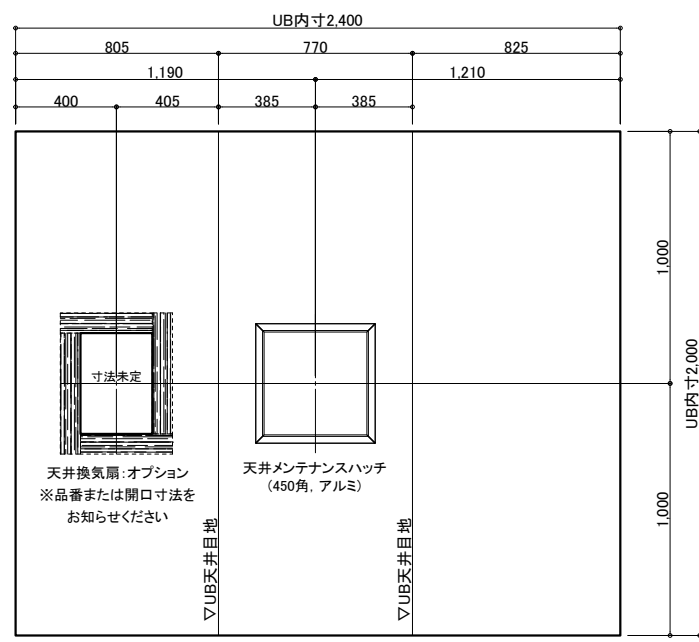 UB内寸2,400
805
770
825
1,190
1,210
400
405
385
385
1,000
UB内寸2,000
1,000
寸法未定
天井換気扇:オプション
※品番または開口寸法を
お知らせください
天井メンテナンスハッチ
(450角, アルミ)
▽UB天井目地
▽UB天井目地